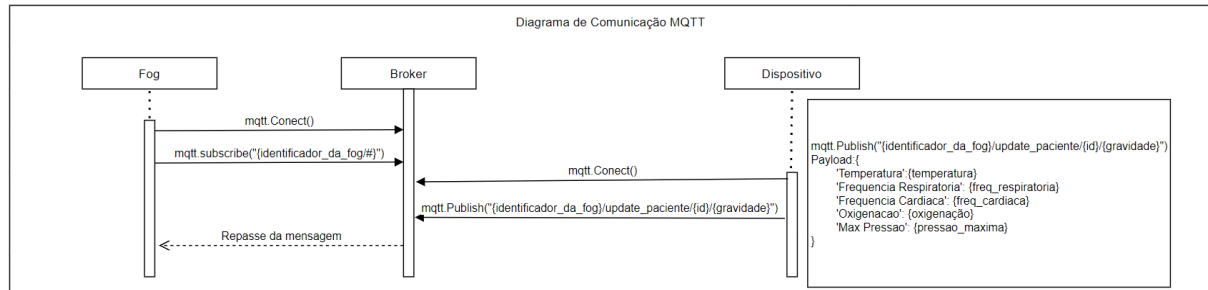 Diagrama de Comunicação MQTT
Fog
Broker
Dispositivo
mqtt.Conect()
mqtt.subscribe("{identificador_da_fog/#}")
mqtt.Conect()
mqtt.Publish("{identificador_da_fog}/update_paciente/{id}/{gravidade}")
Repasse da mensagem
mqtt.Publish("{identificador_da_fog}/update_paciente/{id}/{gravidade}")
Payload:{
'Temperatura':{temperatura}
'Frequencia Respiratoria': {freq_respiratoria}
'Frequencia Cardiaca': {freq_cardiaca}
'Oxigenacao': {oxigenação}
'Max Pressao': {pressao_maxima}
}